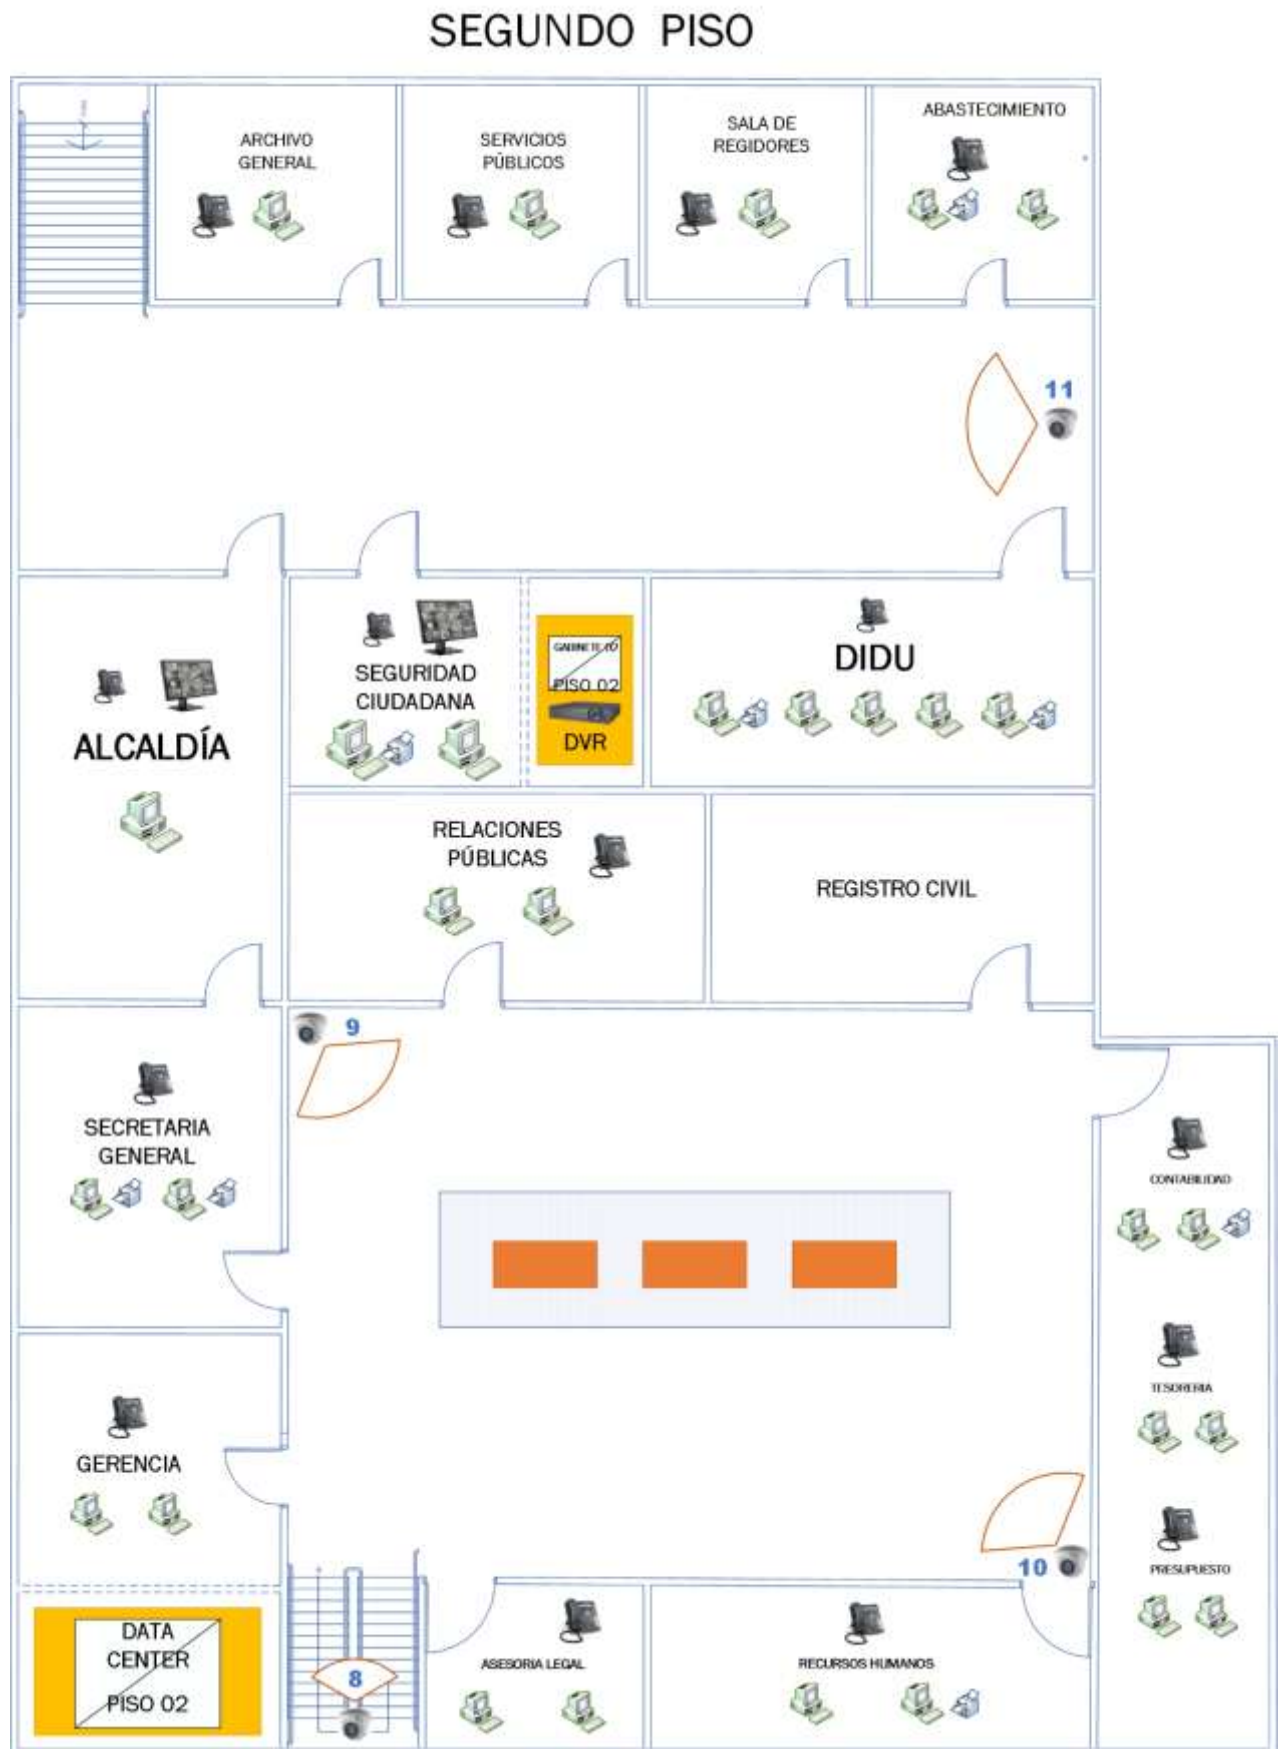 SEGUNDO PISO
ARCHIVO
GENERAL
SERVICIOS
PÚBLICOS
SALA DE
REGIDORES
ABASTECIMIENTO
11
ALCALDÍA
SEGURIDAD
CIUDADANA
GABINETE 02
PISO 02
DVR
DIDU
RELACIONES
PÚBLICAS
REGISTRO CIVIL
9
SECRETARIA
GENERAL
CONTABILIDAD
TESORERIA
GERENCIA
10
PRESUPUESTO
DATA
CENTER
PISO 02
8
ASESORIA LEGAL
RECURSOS HUMANOS